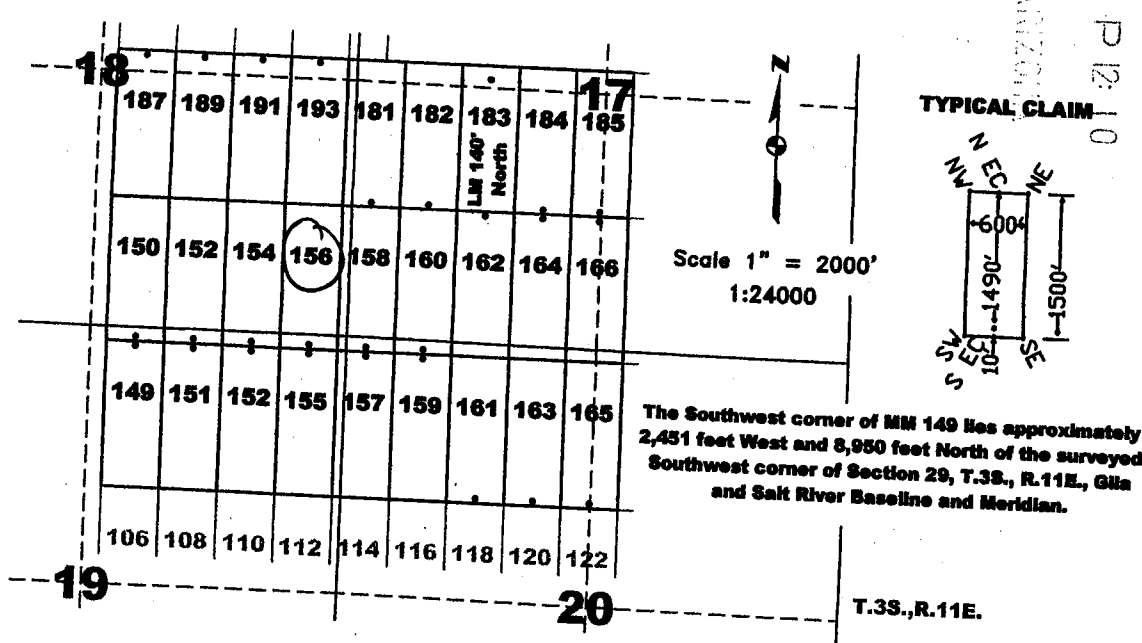 P 12: 10
18
17
187 189 191 193 181 182 183 184 185
LM 140'
North
150 152 154 156 158 160 162 164 166
149 151 152 155 157 159 161 163 165
106 108 110 112 114 116 118 120 122
19
20
N
Scale 1" = 2000'
1:24000
TYPICAL CLAIM
NW
N EC
NE
600'
1490'
1500'
10'
SW
S EC
SE
The Southwest corner of MM 149 lies approximately
2,451 feet West and 8,950 feet North of the surveyed
Southwest corner of Section 29, T.3S., R.11E., Gila
and Salt River Baseline and Meridian.
T.3S.,R.11E.